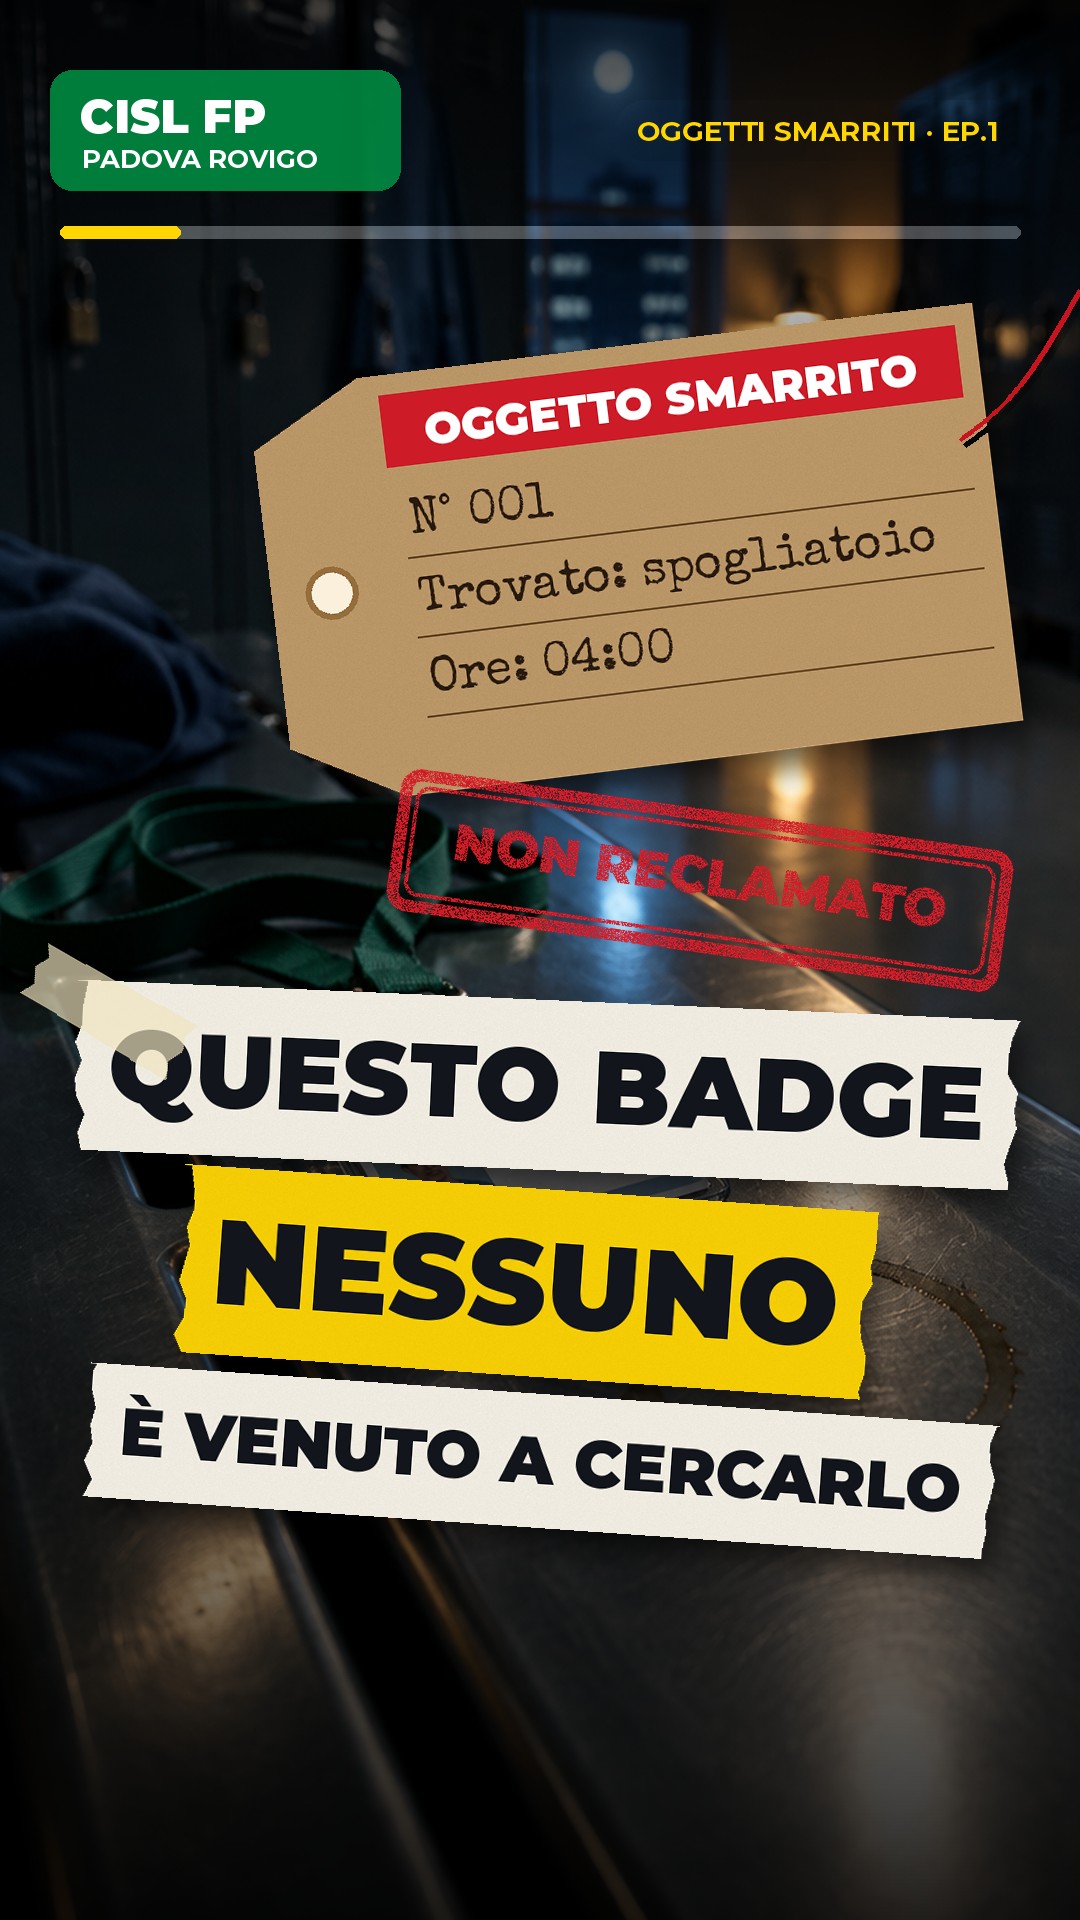 CISL FP
PADOVA ROVIGO
OGGETTI SMARRITI · EP.1
OGGETTO SMARRITO
N° 001
Trovato: spogliatoio
Ore: 04:00
NON RECLAMATO
QUESTO BADGE
NESSUNO
È VENUTO A CERCARLO